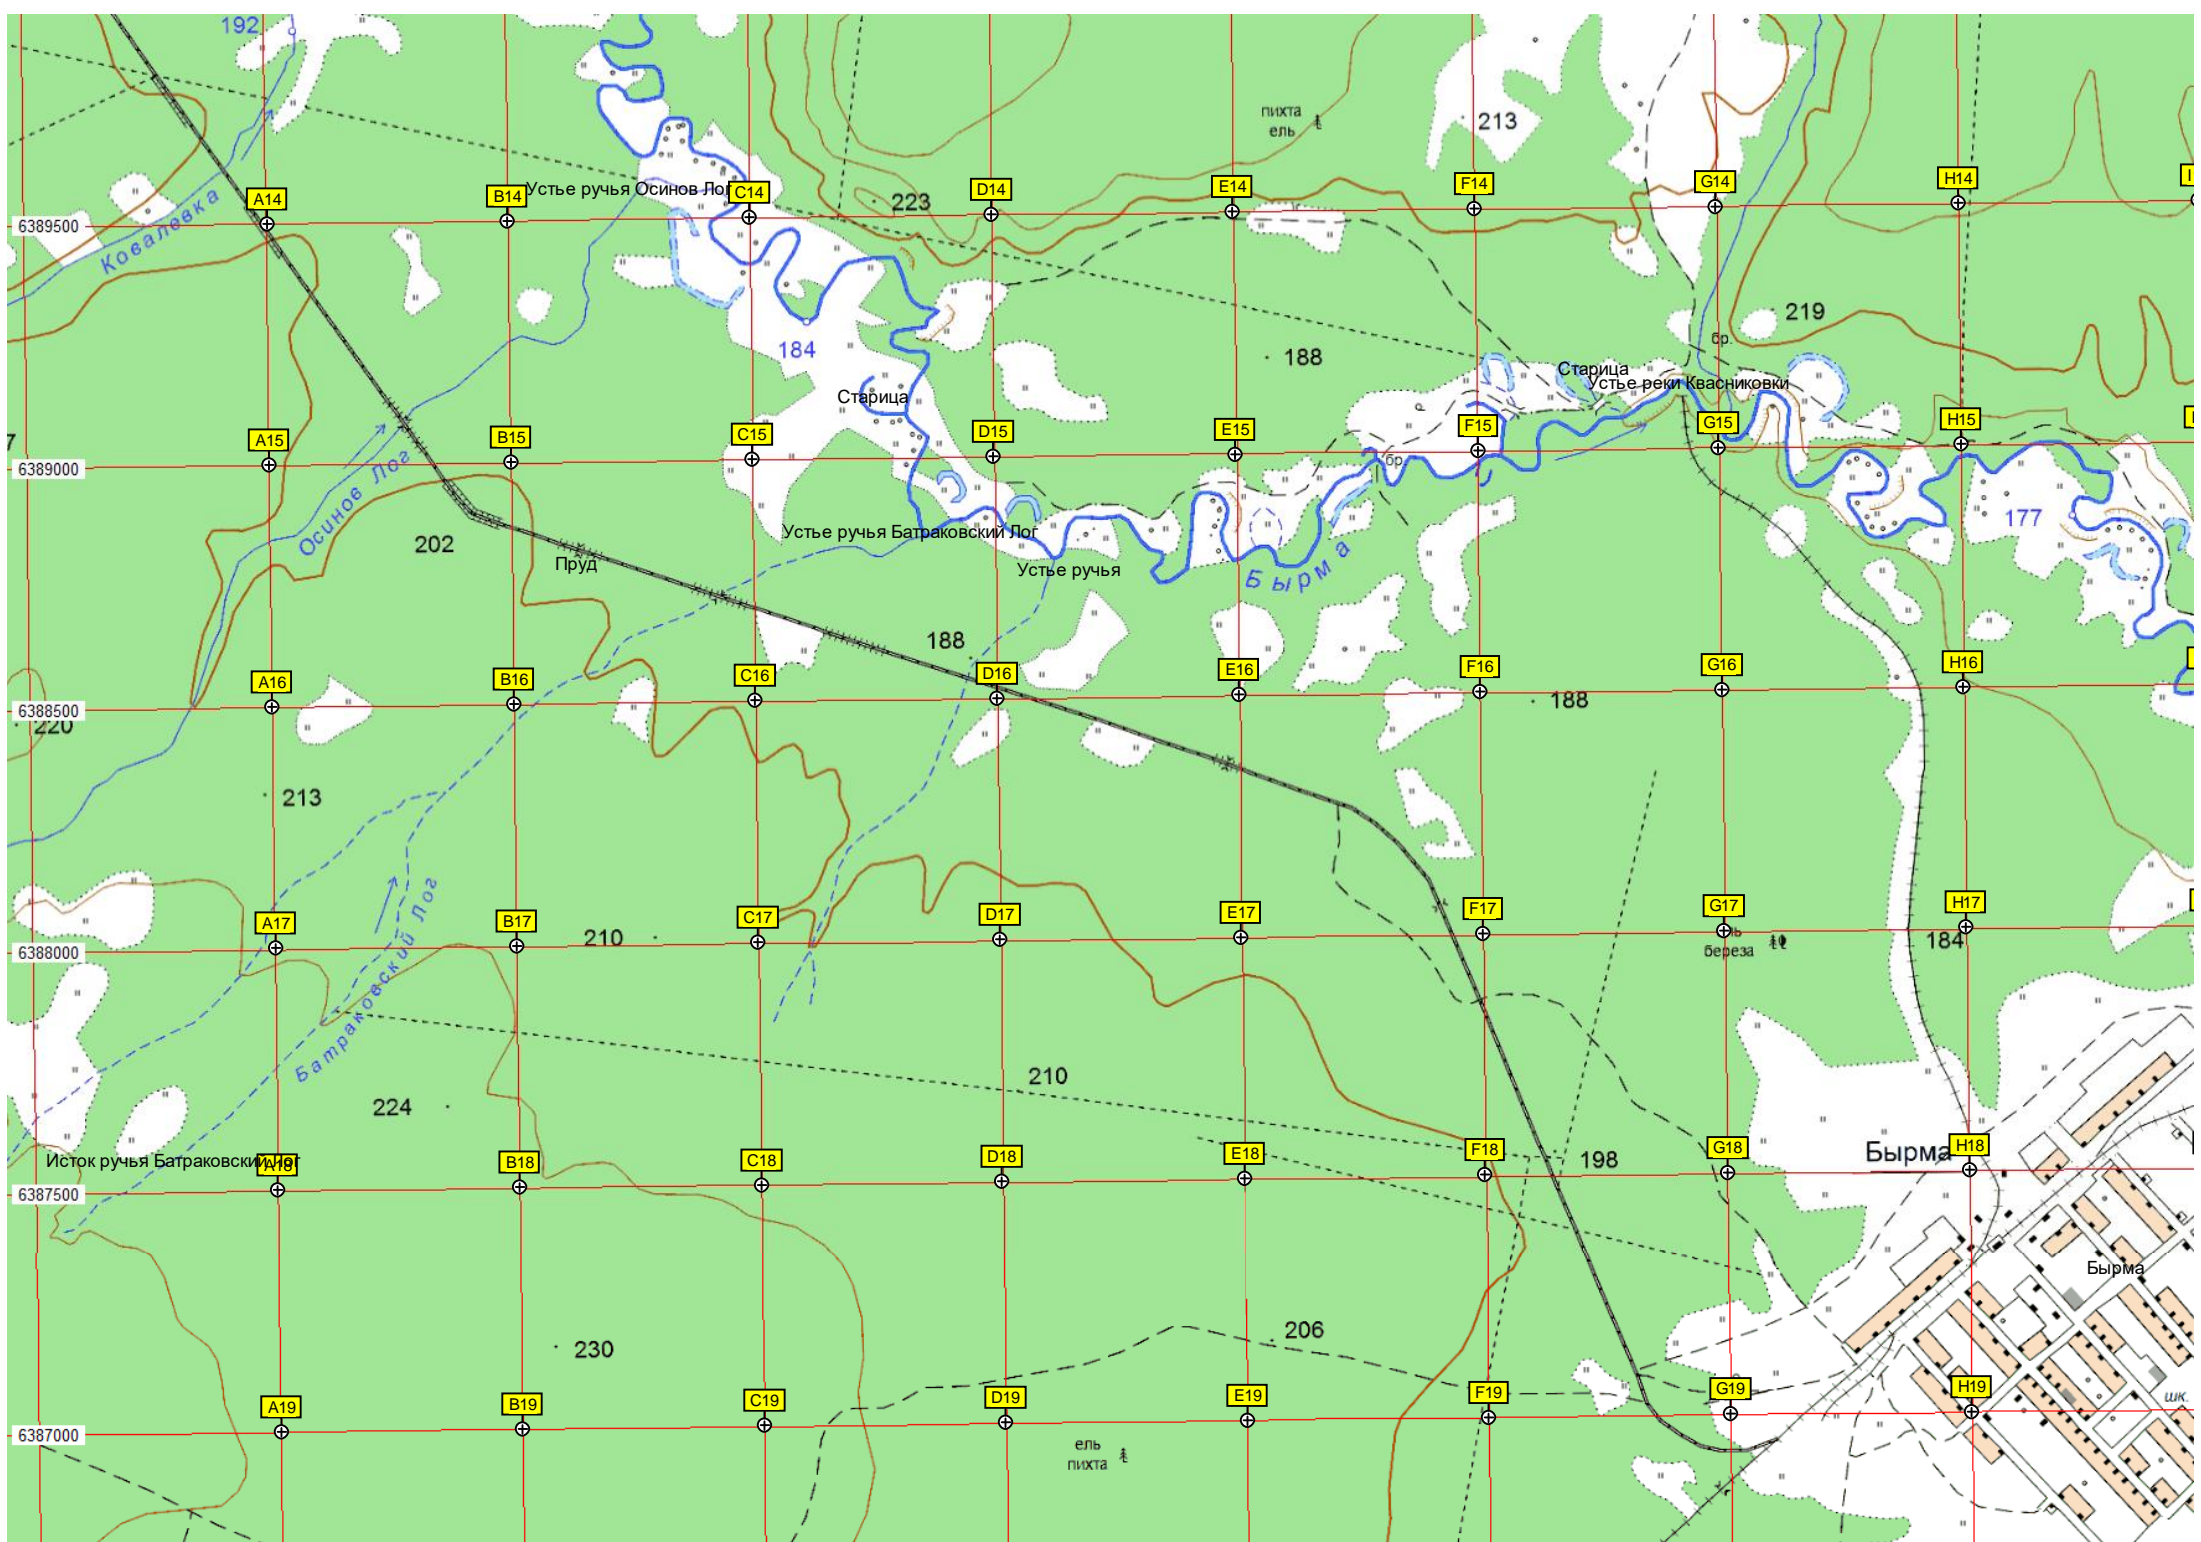 192
пихта
ель
213
Ковалевка
Устье ручья Осинов Лог
223
A14
B14
C14
D14
E14
F14
G14
H14
6389500
184
188
219
бр.
Старица
Старица
Устье реки Квасниковки
7
A15
B15
C15
D15
E15
F15
G15
H15
6389000
Осинов Лог
бр.
202
Пруд
Устье ручья Батраковский Лог
Устье ручья
Бырма
177
188
A16
B16
C16
D16
E16
F16
G16
H16
6388500
220
188
213
Батраковский Лог
A17
B17
C17
D17
E17
F17
G17
H17
6388000
210
береза
184
210
224
Исток ручья Батраковский Лог
A18
B18
C18
D18
E18
F18
G18
H18
198
Бырма
6387500
Бырма
230
206
A19
B19
C19
D19
E19
F19
G19
H19
шк.
6387000
ель
пихта